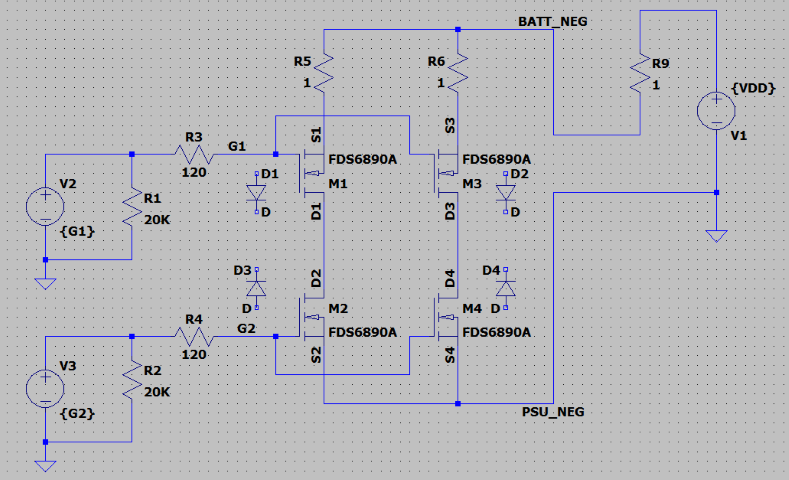 BATT_NEG
R5
1
R6
1
R9
1
{VDD}
V1
S1
S3
R3
120
G1
FDS6890A
M1
FDS6890A
M3
D1
D
D2
D
V2
{G1}
R1
20K
D1
D3
D3
D
D2
D4
D4
D
R4
120
G2
M2
FDS6890A
M4
FDS6890A
S2
S4
V3
{G2}
R2
20K
PSU_NEG